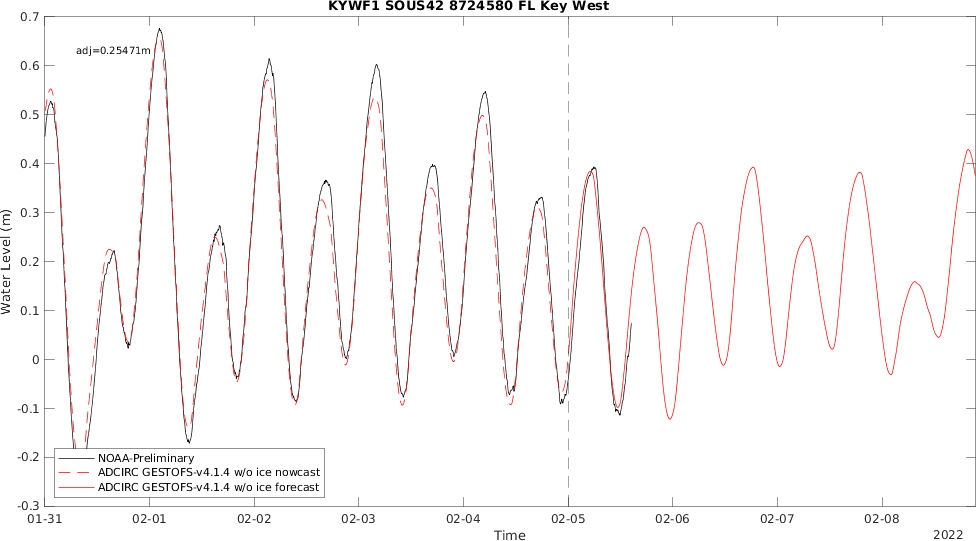 KYWF1 SOUS42 8724580 FL Key West
adj=0.25471m
Water Level (m)
0.7
0.6
0.5
0.4
0.3
0.2
0.1
0
-0.1
-0.2
-0.3
NOAA-Preliminary
ADCIRC GESTOFS-v4.1.4 w/o ice nowcast
ADCIRC GESTOFS-v4.1.4 w/o ice forecast
01-31 02-01 02-02 02-03 02-04 02-05 02-06 02-07 02-08
Time
2022